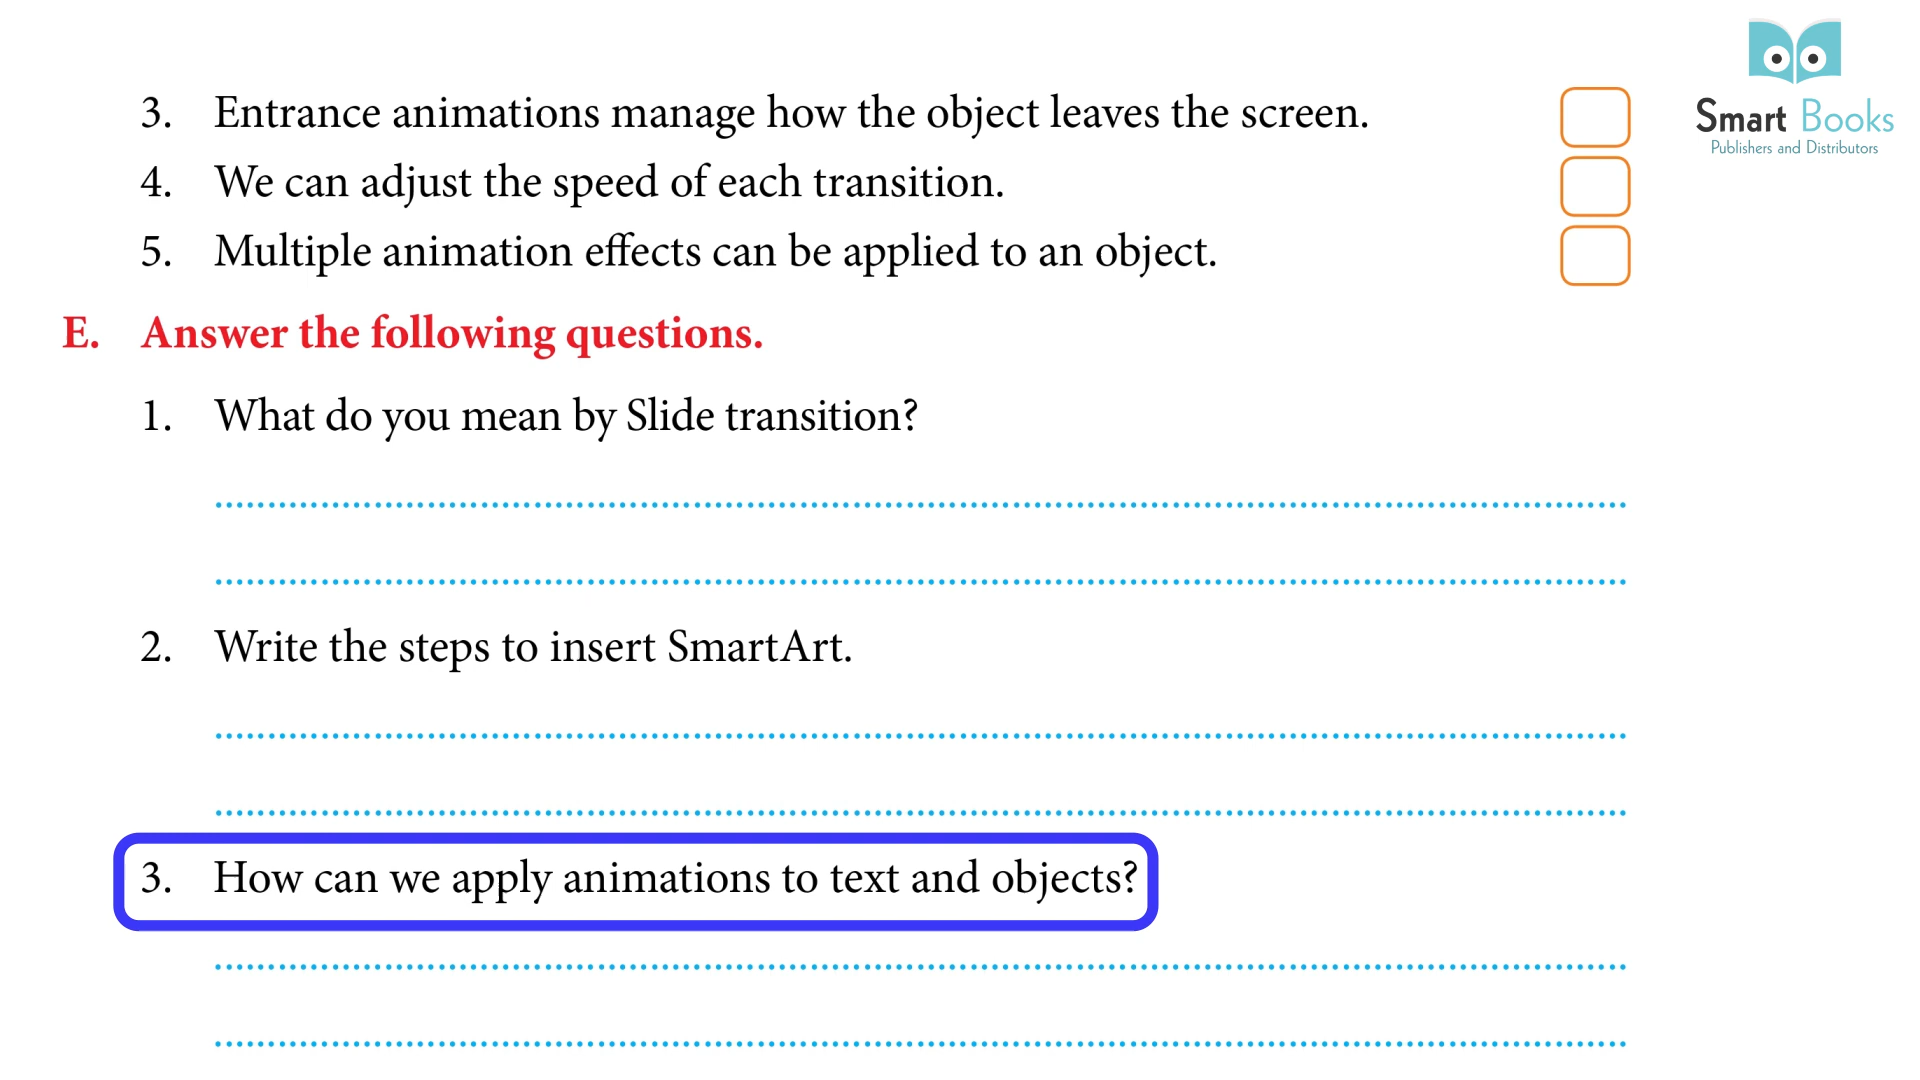 Smart Books
Publishers and Distributors
3. Entrance animations manage how the object leaves the screen.
4. We can adjust the speed of each transition.
5. Multiple animation effects can be applied to an object.
E. Answer the following questions.
1. What do you mean by Slide transition?
2. Write the steps to insert SmartArt.
3. How can we apply animations to text and objects?